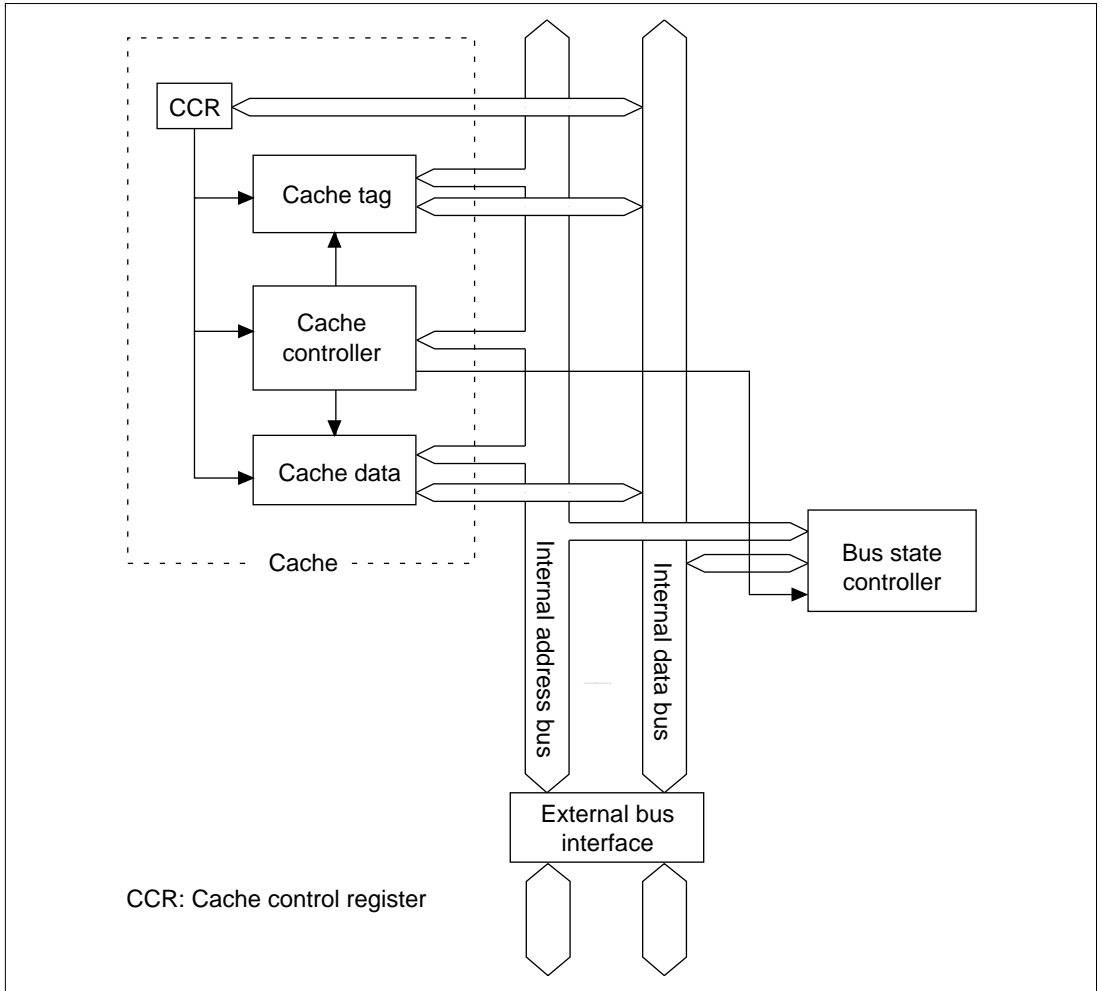 CCR
Cache tag
Cache
controller
Cache data
Cache
Internal address bus
Internal data bus
Bus state
controller
External bus
interface
CCR: Cache control register